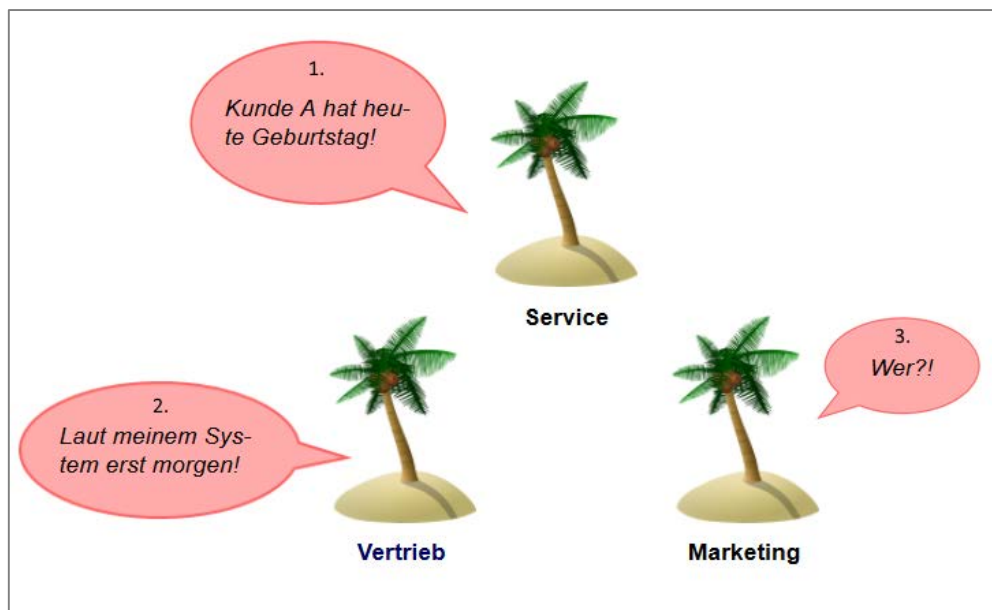 1.
Kunde A hat heu-
te Geburtstag!
Service
3.
Wer?!
2.
Laut meinem Sys-
tem erst morgen!
Vertrieb
Marketing